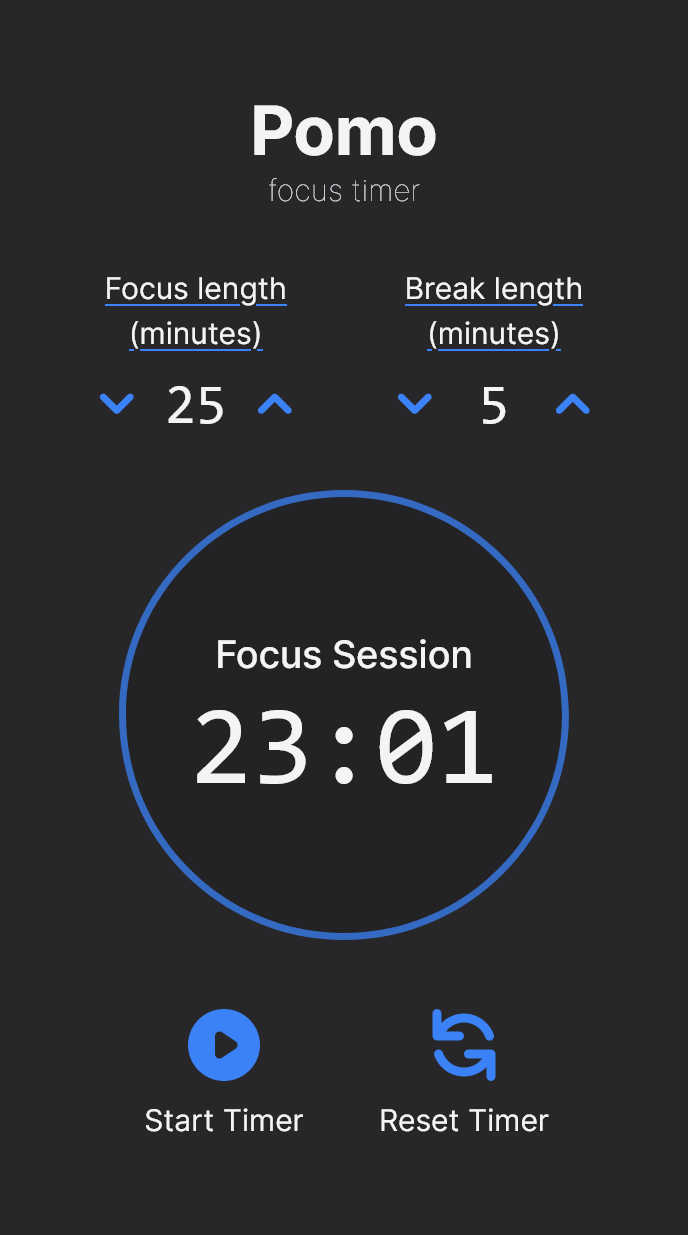 Pomo
focus timer
Focus length
(minutes)
25
Break length
(minutes)
5
Focus Session
23:01
Start Timer
Reset Timer